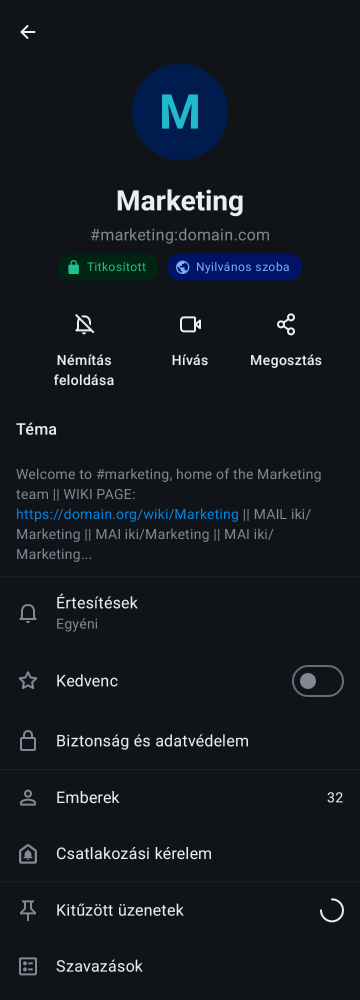 M
Marketing
#marketing:domain.com
Titkosított
Nyilvános szoba
Némítás
feloldása
Hívás
Megosztás
Téma
Welcome to #marketing, home of the Marketing
team || WIKI PAGE:
https://domain.org/wiki/Marketing || MAIL iki/
Marketing || MAI iki/Marketing || MAI iki/
Marketing...
Értesítések
Egyéni
Kedvenc
Biztonság és adatvédelem
Emberek
32
Csatlakozási kérelem
Kitűzött üzenetek
Szavazások